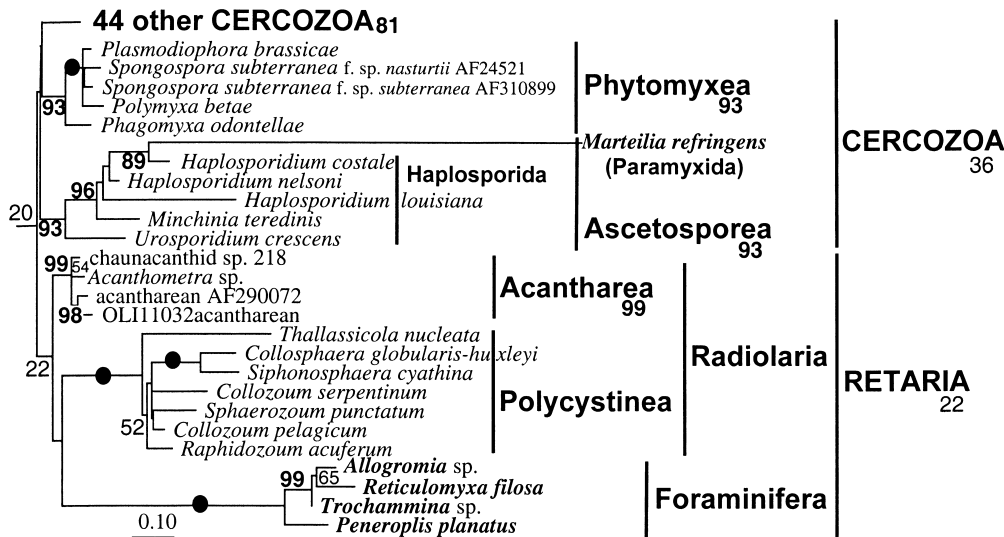 44 other CERCOZOA 81
Plasmodiophora brassicae
Spongospora subterranea f. sp. nasturtii AF24521
Spongospora subterranea f. sp. subterranea AF310899
Phytomyxea
93
93
Polymyxa betae
Phagomyxa odontellae
CERCOZOA
36
Marteilia refringens
(Paramyxida)
89
Haplosporidium costale
Haplosporida
Haplosporidium nelsoni
96
Haplosporidium louisiana
20
Minchinia teredinis
93
Urosporidium crescens
Ascetosporea
93
99
54
chaunacanthid sp. 218
Acanthometra sp.
acantharean AF290072
98
OLI11032acantharean
Acantharea
99
Thallassicola nucleata
22
Collosphaera globularis-huxleyi
Siphonosphaera cyathina
Radiolaria
RETARIA
22
Collozoum serpentinum
Polycystinea
Sphaerozoum punctatum
52
Collozoum pelagicum
Raphidozoum acuferum
Allogromia sp.
99
65
Reticulomyxa filosa
Foraminifera
Trochammina sp.
0.10
Peneroplis planatus